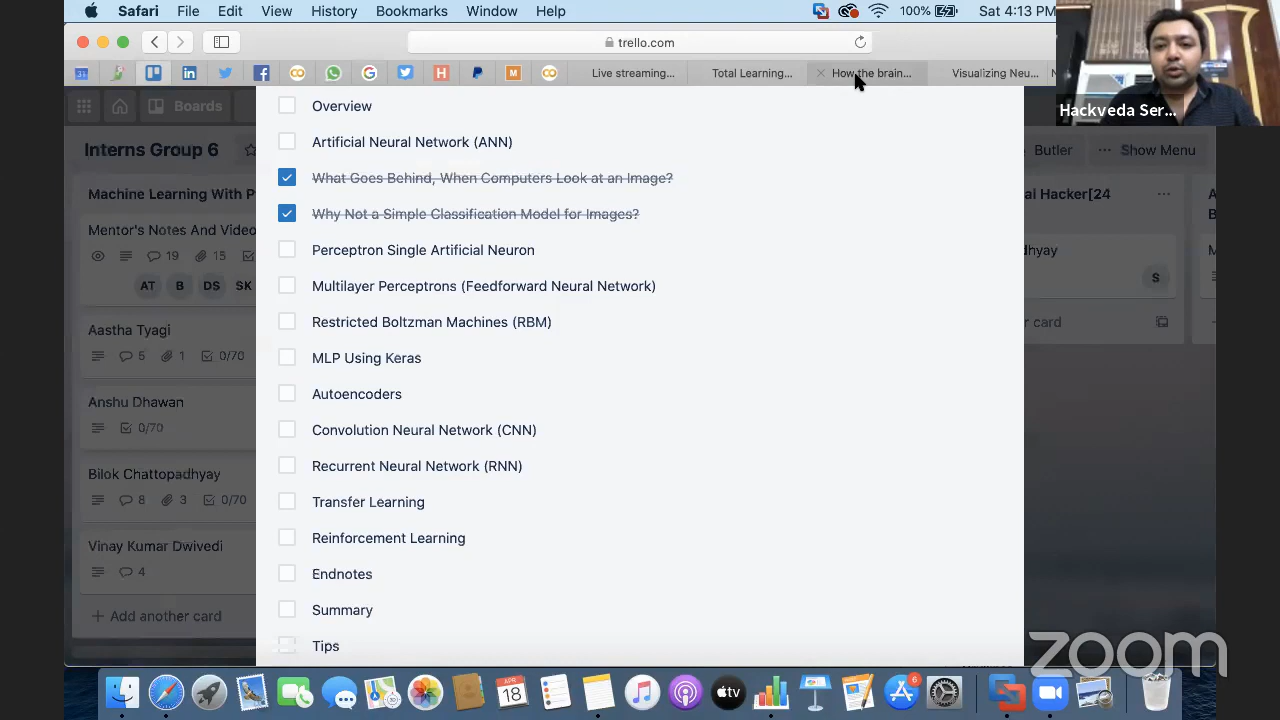 Safari File Edit View History Bookmarks Window Help 100% Sat 4:13 PM
trello.com
Live streaming... Total Learning... How the brain... Visualizing Neu...
Hackveda Ser...
Boards
Interns Group 6 Butler Show Menu
Machine Learning With P
Mentor's Notes And Video
19 15
AT B DS SK
Aastha Tyagi
5 1 0/70
Anshu Dhawan
0/70
Bilok Chattopadhyay
8 3 0/70
Vinay Kumar Dwivedi
4
+ Add another card
Overview
Artificial Neural Network (ANN)
What Goes Behind, When Computers Look at an Image?
Why Not a Simple Classification Model for Images?
Perceptron Single Artificial Neuron
Multilayer Perceptrons (Feedforward Neural Network)
Restricted Boltzman Machines (RBM)
MLP Using Keras
Autoencoders
Convolution Neural Network (CNN)
Recurrent Neural Network (RNN)
Transfer Learning
Reinforcement Learning
Endnotes
Summary
Tips
al Hacker[24
hyay
S
r card
zoom
APR
18
tv
6